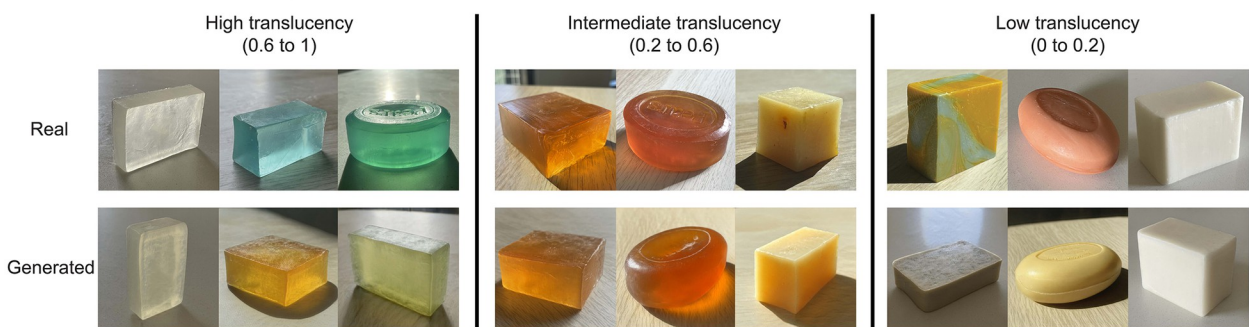 High translucency
(0.6 to 1)
Intermediate translucency
(0.2 to 0.6)
Low translucency
(0 to 0.2)
Real
Generated